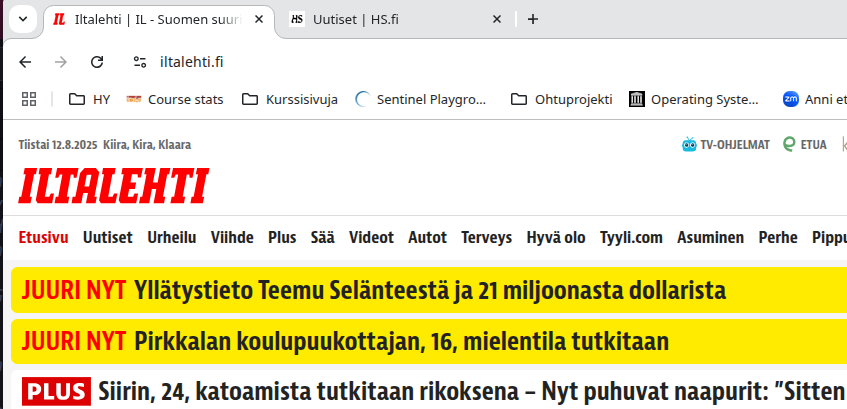 Iltalehti | IL - Suomen suuri
HS Uutiset | HS.fi
iltalehti.fi
HY Course stats Kurssisivuja Sentinel Playgro... Ohtuprojekti Operating Syste... zm Anni et
Tiistai 12.8.2025 Kiira, Kira, Klaara TV-OHJELMAT ETUA
ILTALEHTI
Etusivu Uutiset Urheilu Viihde Plus Sää Videot Autot Terveys Hyvä olo Tyyli.com Asuminen Perhe Pippu
JUURI NYT Yllätystieto Teemu Selänteestä ja 21 miljoonasta dollarista
JUURI NYT Pirkkalan koulupuukottajan, 16, mielentila tutkitaan
PLUS Siirin, 24, katoamista tutkitaan rikoksena – Nyt puhuvat naapurit: ”Sitten